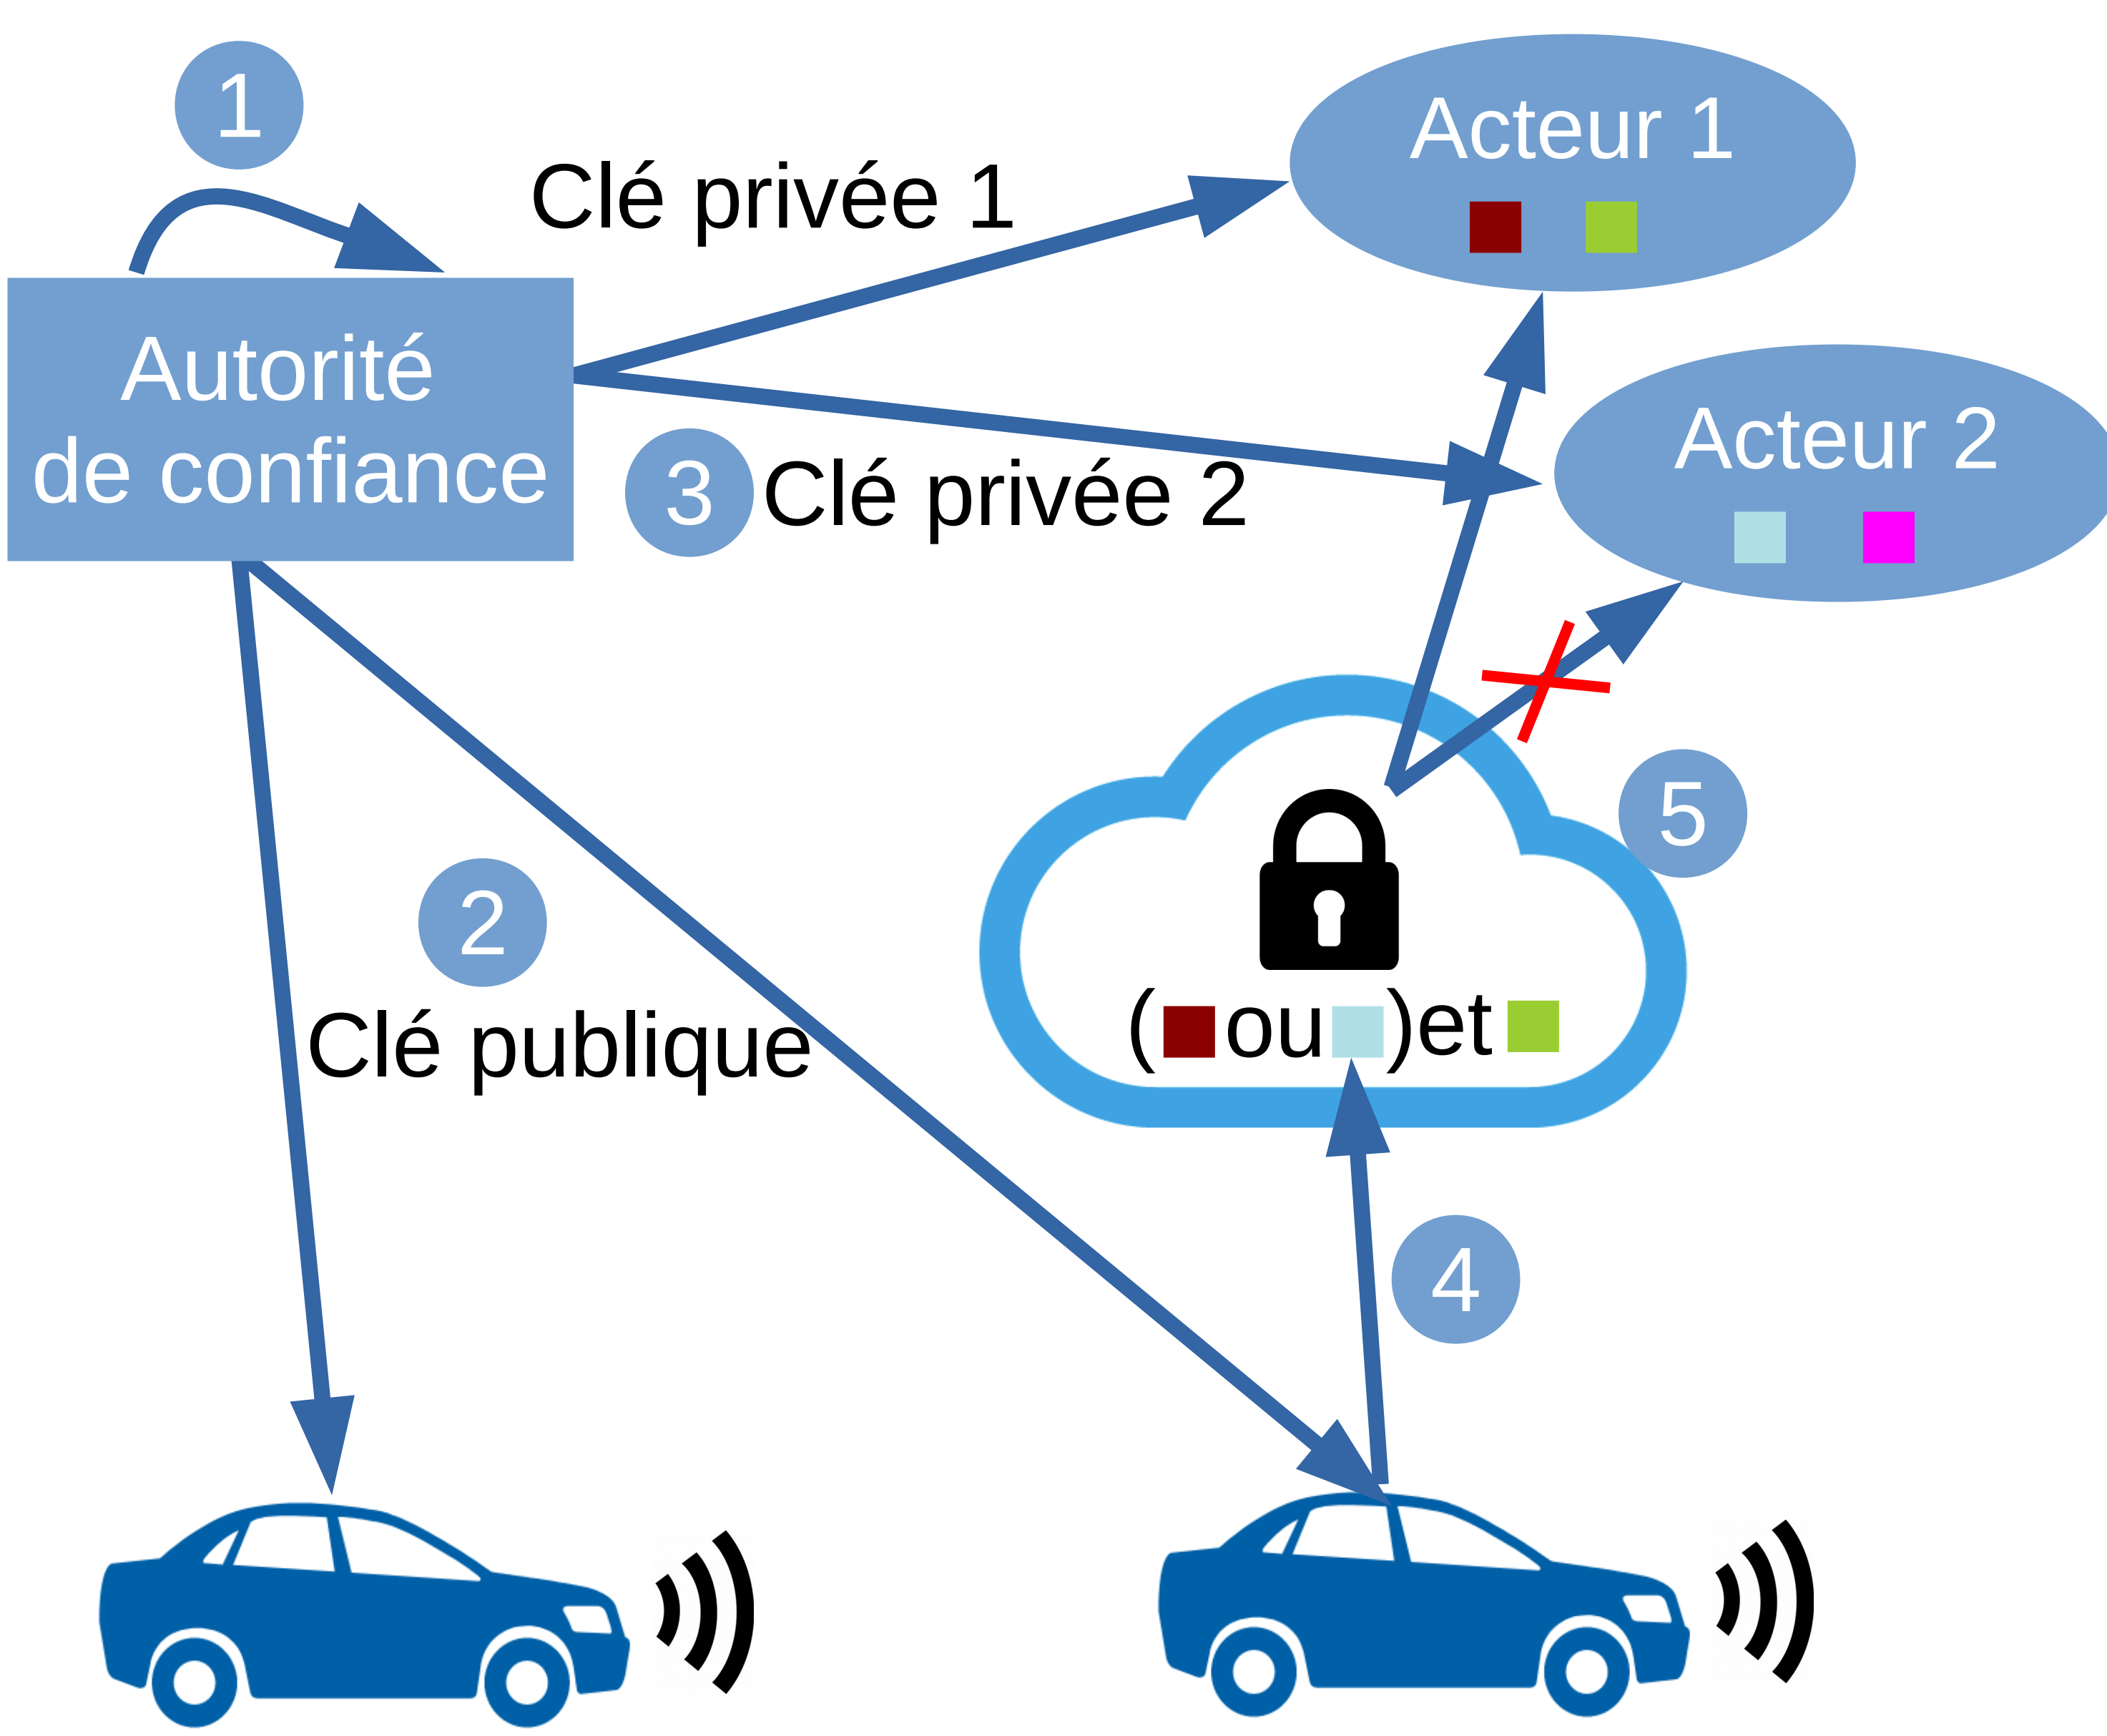 1
Clé privée 1
Acteur 1
Autorité
de confiance
3
Clé privée 2
Acteur 2
5
2
Clé publique
( ou )et
4